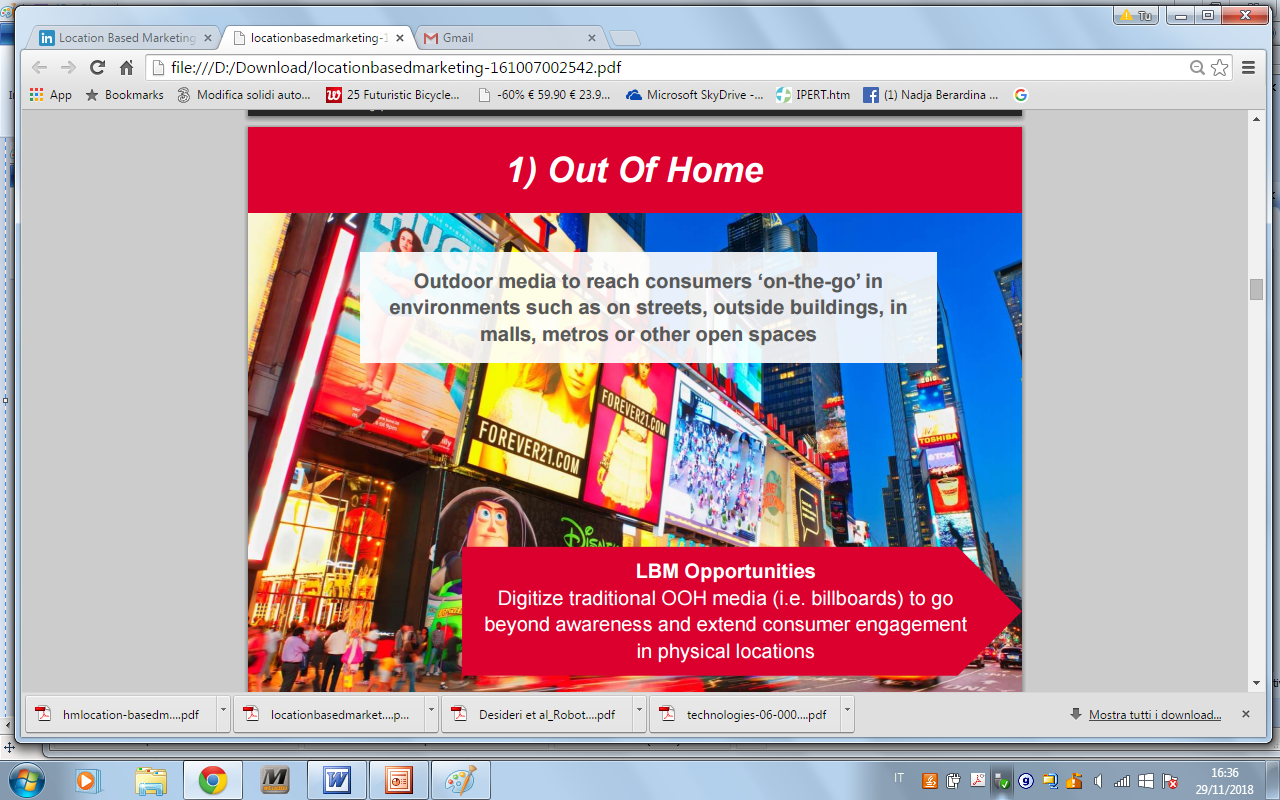 Tu
Location Based Marketing
locationbasedmarketing-1
Gmail
file:///D:/Download/locationbasedmarketing-161007002542.pdf
App
Bookmarks
Modifica solidi auto...
25 Futuristic Bicycle...
-60% € 59.90 € 23.9...
Microsoft SkyDrive -...
IPERT.htm
(1) Nadja Berardina ...
1) Out Of Home
HUGE
Outdoor media to reach consumers ‘on-the-go’ in
environments such as on streets, outside buildings, in
malls, metros or other open spaces
FOREVER21.COM
FOREVER21.COM
TOSHIBA
TDK
DISNEY
LBM Opportunities
Digitize traditional OOH media (i.e. billboards) to go
beyond awareness and extend consumer engagement
in physical locations
ONLY
hmlocation-basedm....pdf
locationbasedmarket....p...
Desideri et al_Robot....pdf
technologies-06-000....pdf
Mostra tutti i download...
IT
16:36
29/11/2018